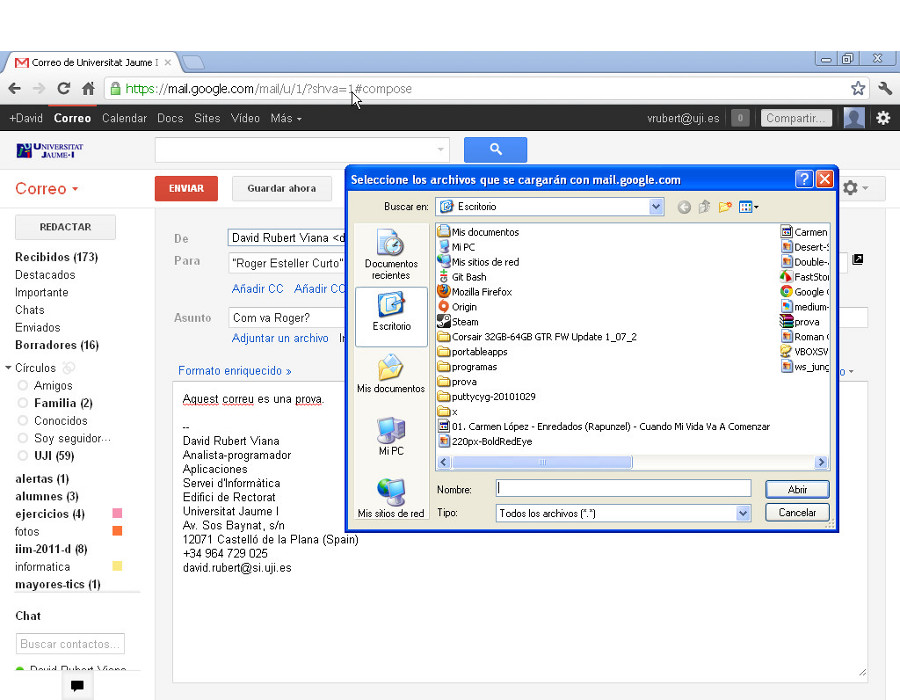 Correo de Universitat Jaume I
https://mail.google.com/mail/u/1/?shva=1#compose
+David Correo Calendar Docs Sites Vídeo Más vrubert@uji.es 0 Compartir...
UNIVERSITAT
JAUME·I
Correo ENVIAR Guardar ahora
REDACTAR
Recibidos (173)
Destacados
Importante
Chats
Enviados
Borradores (16)
Círculos
Amigos
Familia (2)
Conocidos
Soy seguidor...
UJI (59)
alertas (1)
alumnes (3)
ejercicios (4)
fotos
iim-2011-d (8)
informatica
mayores-tics (1)
Chat
Buscar contactos...
David Rubert Viana
De David Rubert Viana <d
Para "Roger Esteller Curto"
Añadir CC Añadir CC
Asunto Com va Roger?
Adjuntar un archivo
Formato enriquecido »
Aquest correu es una prova.
--
David Rubert Viana
Analista-programador
Aplicaciones
Servei d'Informàtica
Edifici de Rectorat
Universitat Jaume I
Av. Sos Baynat, s/n
12071 Castelló de la Plana (Spain)
+34 964 729 025
david.rubert@si.uji.es
Seleccione los archivos que se cargarán con mail.google.com
Buscar en: Escritorio
Documentos
recientes
Escritorio
Mis documentos
Mi PC
Mis sitios de red
Mis documentos
Mi PC
Mis sitios de red
Git Bash
Mozilla Firefox
Origin
Steam
Corsair 32GB-64GB GTR FW Update 1_07_2
portableapps
programas
prova
puttycyg-20101029
x
01. Carmen López - Enredados (Rapunzel) - Cuando Mi Vida Va A Comenzar
220px-BoldRedEye
Carmen
Desert-S
Double-
FastSto
Google
medium-
prova
Roman
VBOXSV
ws_jung
Nombre: Abrir
Tipo: Todos los archivos (*.*) Cancelar